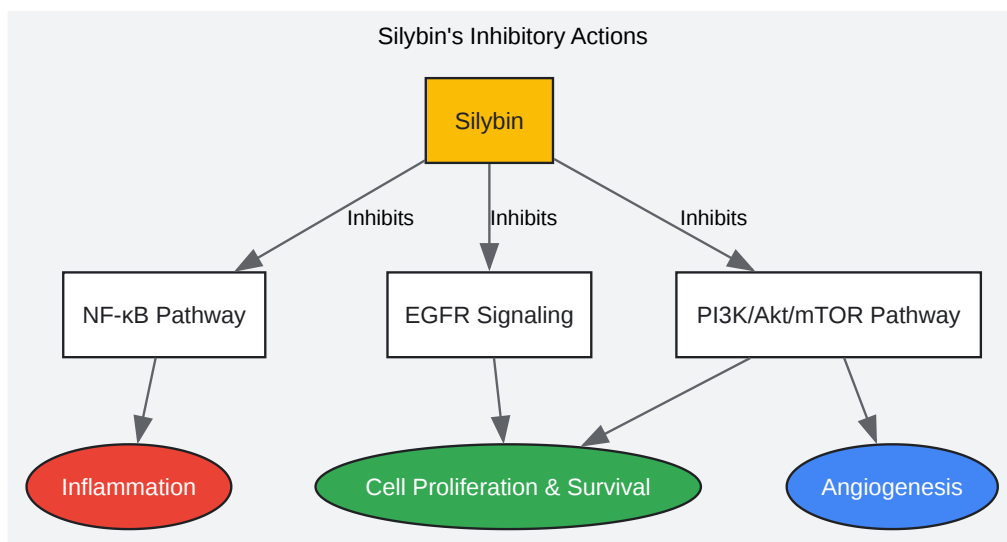 Silybin's Inhibitory Actions
Silybin
Inhibits
Inhibits
Inhibits
NF-κB Pathway
EGFR Signaling
PI3K/Akt/mTOR Pathway
Inflammation
Cell Proliferation & Survival
Angiogenesis